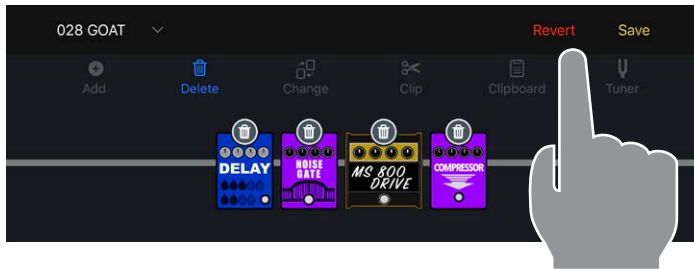 028 GOAT
Revert
Save
Add
Delete
Change
Clip
Clipboard
Tuner
DELAY
NOISE
GATE
MS 800
DRIVE
COMPRESSOR